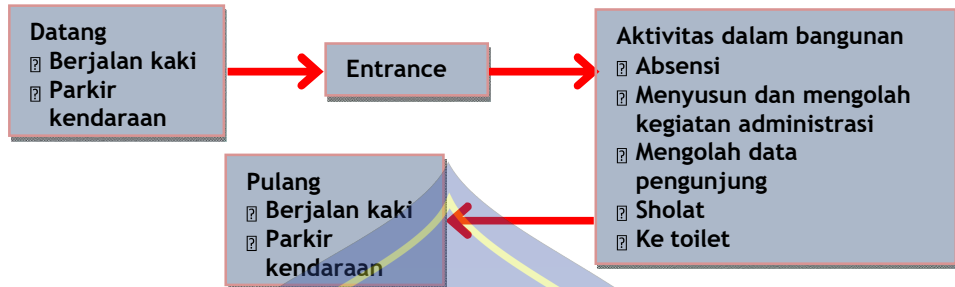 Datang
Berjalan kaki
Parkir
kendaraan
Entrance
Aktivitas dalam bangunan
Absensi
Menyusun dan mengolah
kegiatan administrasi
Mengolah data
pengunjung
Sholat
Ke toilet
Pulang
Berjalan kaki
Parkir
kendaraan